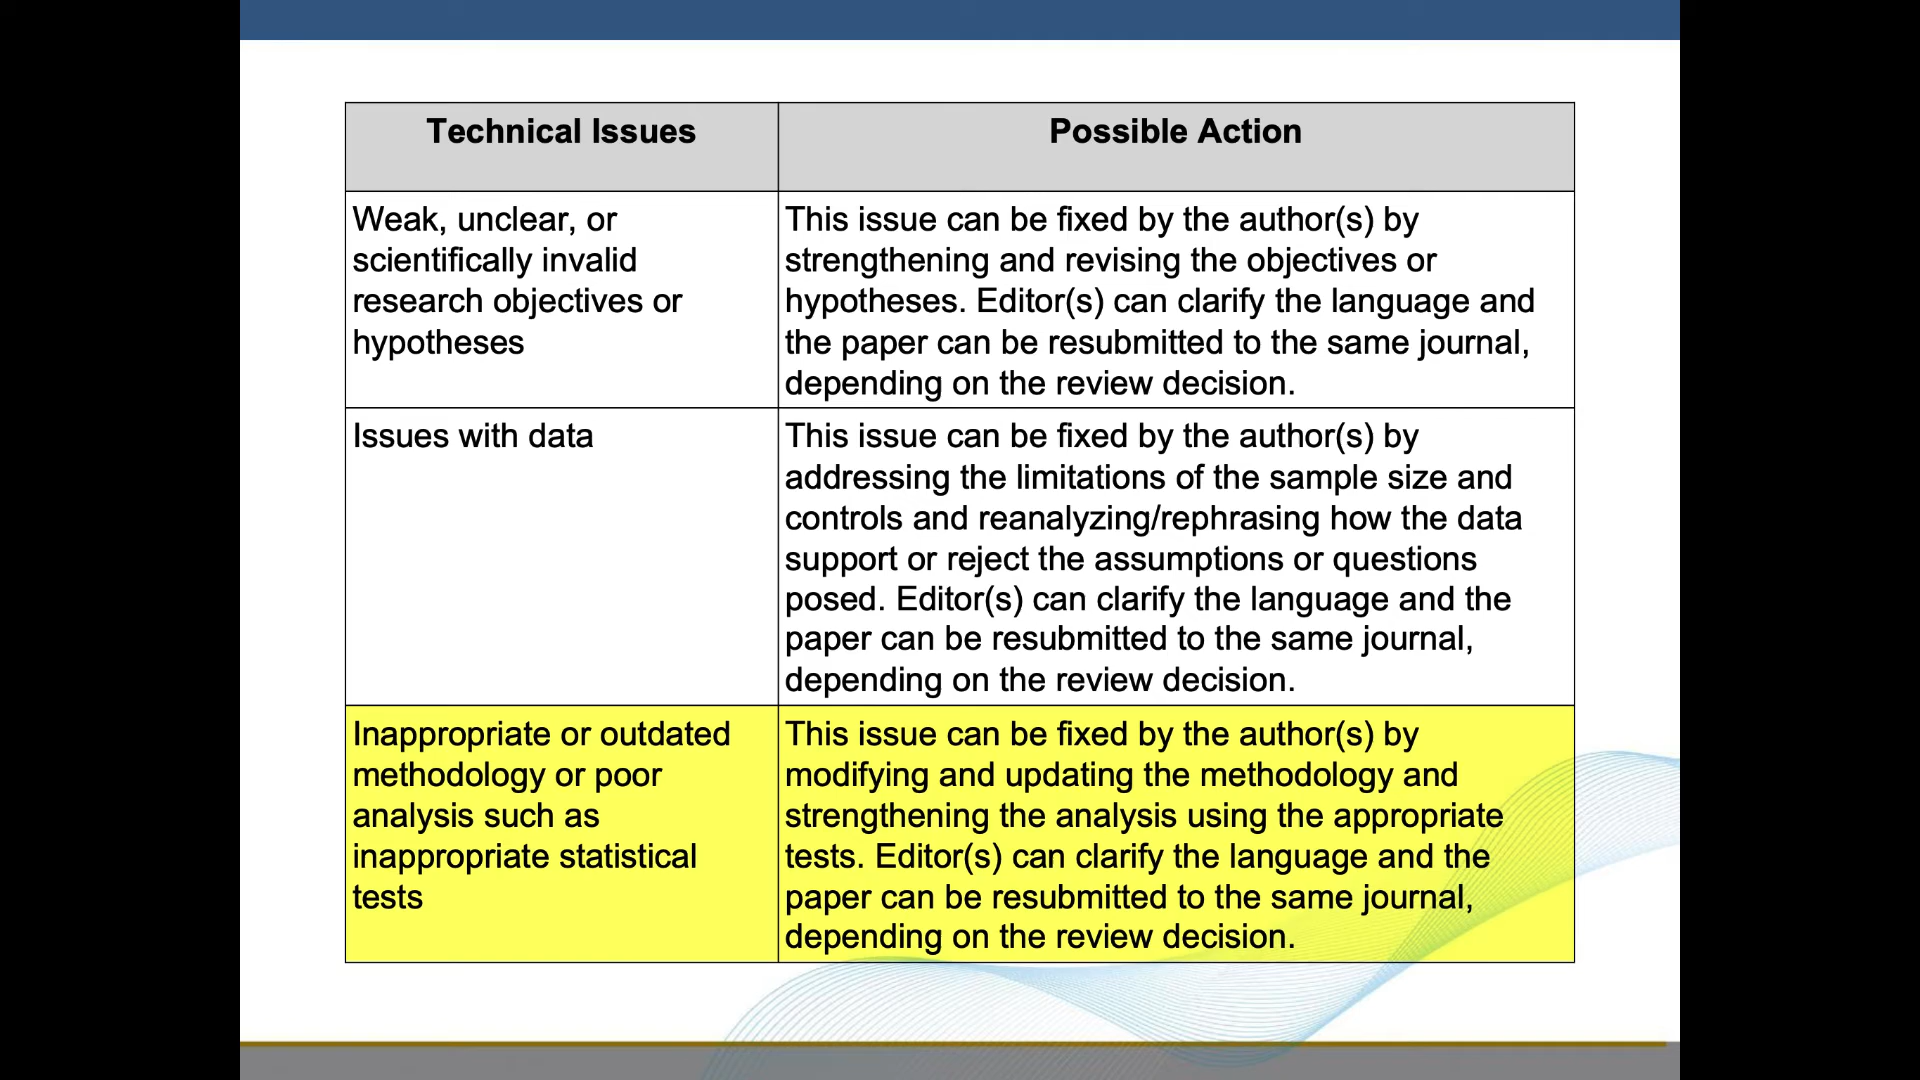 Technical Issues
Possible Action
Weak, unclear, or
scientifically invalid
research objectives or
hypotheses
This issue can be fixed by the author(s) by
strengthening and revising the objectives or
hypotheses. Editor(s) can clarify the language and
the paper can be resubmitted to the same journal,
depending on the review decision.
Issues with data
This issue can be fixed by the author(s) by
addressing the limitations of the sample size and
controls and reanalyzing/rephrasing how the data
support or reject the assumptions or questions
posed. Editor(s) can clarify the language and the
paper can be resubmitted to the same journal,
depending on the review decision.
Inappropriate or outdated
methodology or poor
analysis such as
inappropriate statistical
tests
This issue can be fixed by the author(s) by
modifying and updating the methodology and
strengthening the analysis using the appropriate
tests. Editor(s) can clarify the language and the
paper can be resubmitted to the same journal,
depending on the review decision.